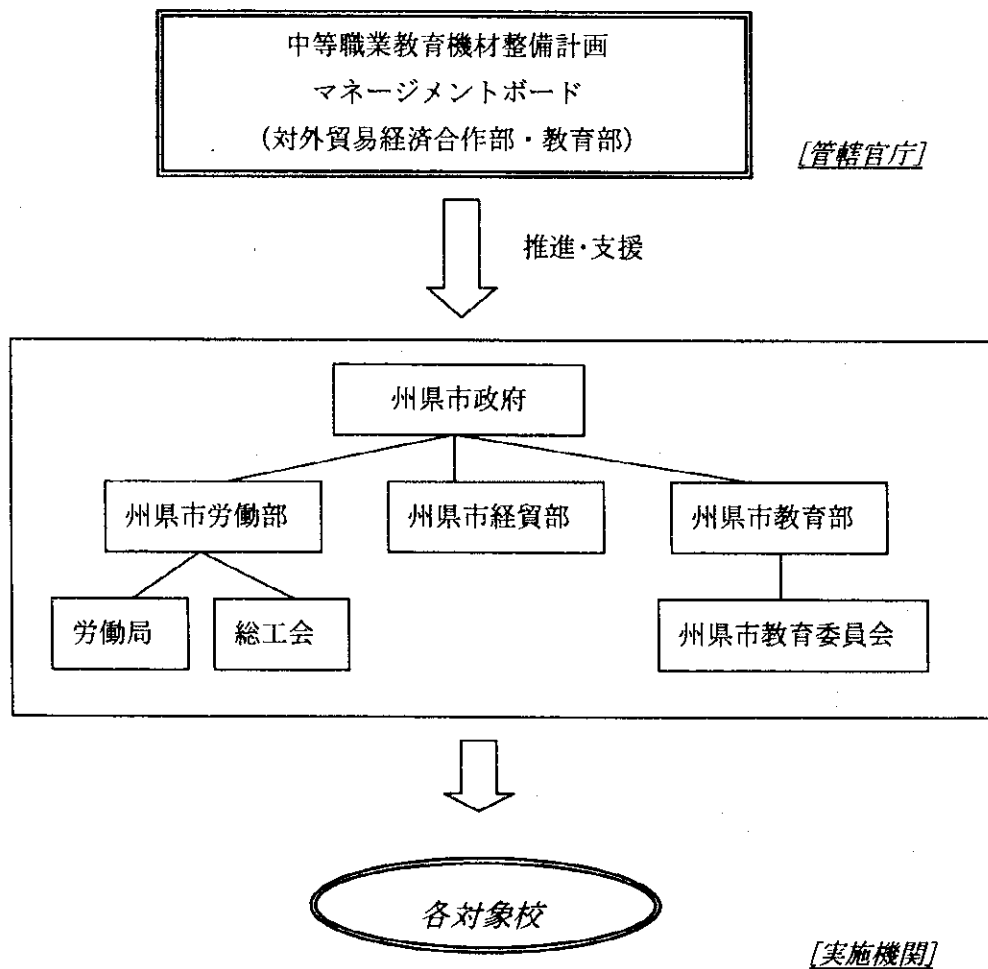 中等職業教育機材整備計画
マネージメントボード
(対外貿易経済合作部・教育部)
[管轄官庁]
推進・支援
州県市政府
州県市労働部
州県市経貿部
州県市教育部
労働局
総工会
州県市教育委員会
各対象校
[実施機関]